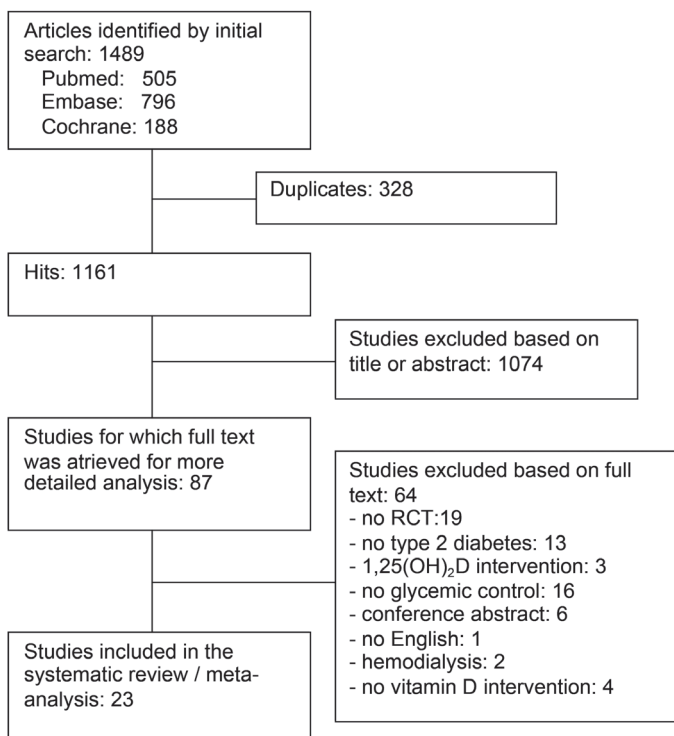 Articles identified by initial
search: 1489
Pubmed: 505
Embase: 796
Cochrane: 188
Duplicates: 328
Hits: 1161
Studies excluded based on
title or abstract: 1074
Studies for which full text
was atrieved for more
detailed analysis: 87
Studies excluded based on full
text: 64
- no RCT:19
- no type 2 diabetes: 13
- 1,25(OH)₂D intervention: 3
- no glycemic control: 16
- conference abstract: 6
- no English: 1
- hemodialysis: 2
- no vitamin D intervention: 4
Studies included in the
systematic review / meta-
analysis: 23